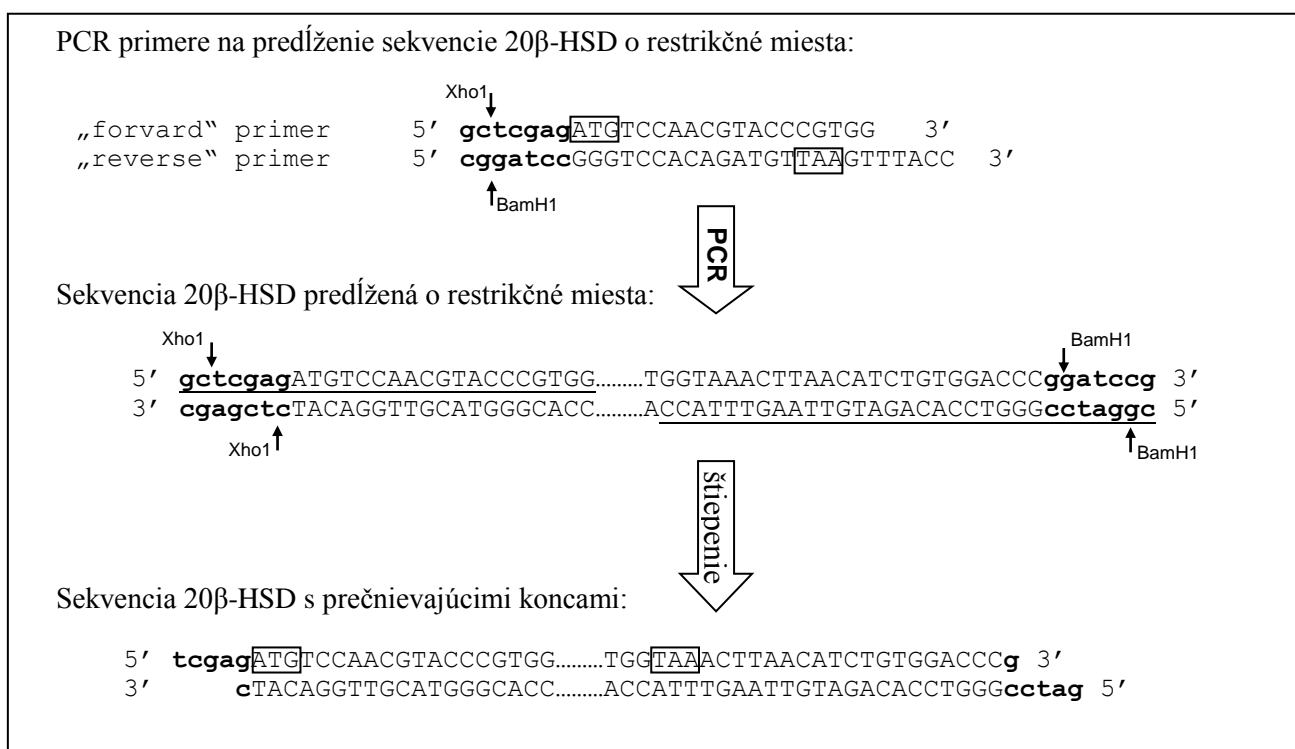 PCR primere na predĺženie sekvencie 20β-HSD o restrikčné miesta:
Xho1
„forvard“ primer 5’ gctcgagATGTCCAACGTACCCGTGG 3’
„reverse“ primer 5’ cggatccGGGTCCACAGATGTTAAGTTTACC 3’
BamH1
PCR
Sekvencia 20β-HSD predĺžená o restrikčné miesta:
Xho1 BamH1
5’ gctcgagATGTCCAACGTACCCGTGG.........TGGTAAACTTAACATCTGTGGACCCggatccg 3’
3’ cgagctcTACAGGTTGCATGGGCACC.....…ACCATTTGAATTGTAGACACCTGGGcctaggc 5’
Xho1 BamH1
štiepenie
Sekvencia 20β-HSD s prečnievajúcimi koncami:
5’ tcgagATGTCCAACGTACCCGTGG.........TGGTAAACTTAACATCTGTGGACCCg 3’
3’ cTACAGGTTGCATGGGCACC.....…ACCATTTGAATTGTAGACACCTGGGcctag 5’